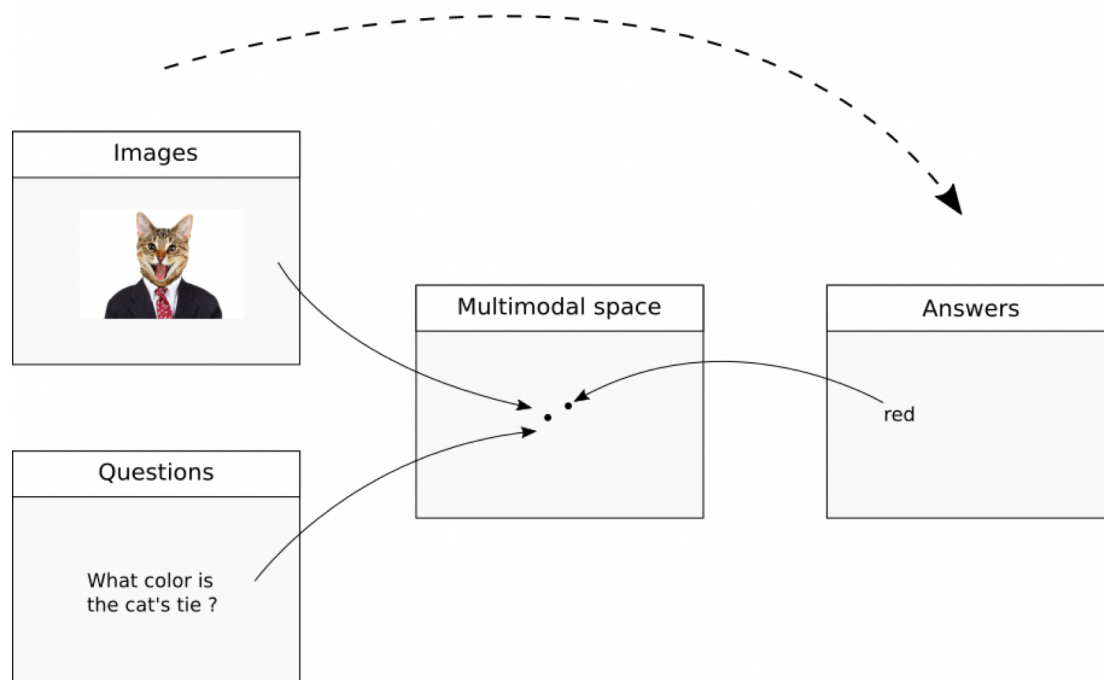 Images
Multimodal space
Answers
red
Questions
What color is
the cat's tie ?